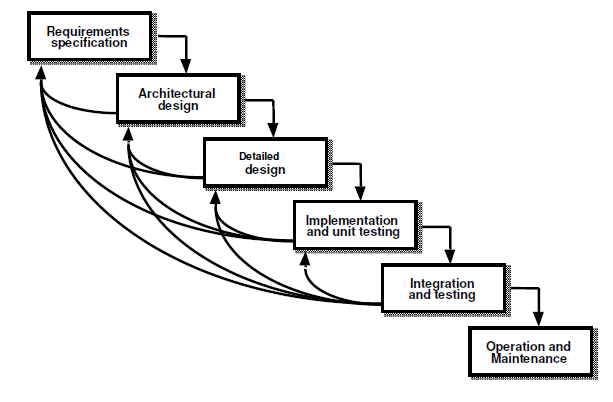 Requirements
specification
Architectural
design
Detailed
design
Implementation
and unit testing
Integration
and testing
Operation and
Maintenance